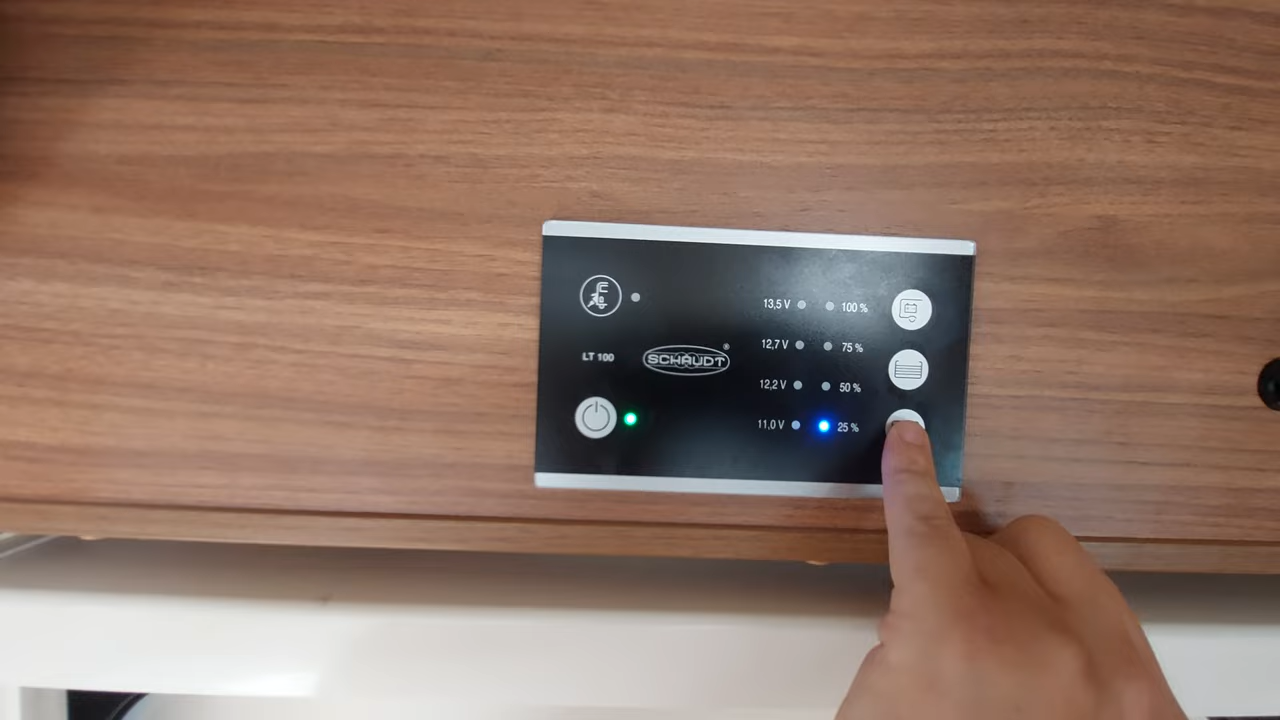 13,5 V 100 %
12,7 V 75 %
LT 100 SCHAUDT ®
12,2 V 50 %
11,0 V 25 %